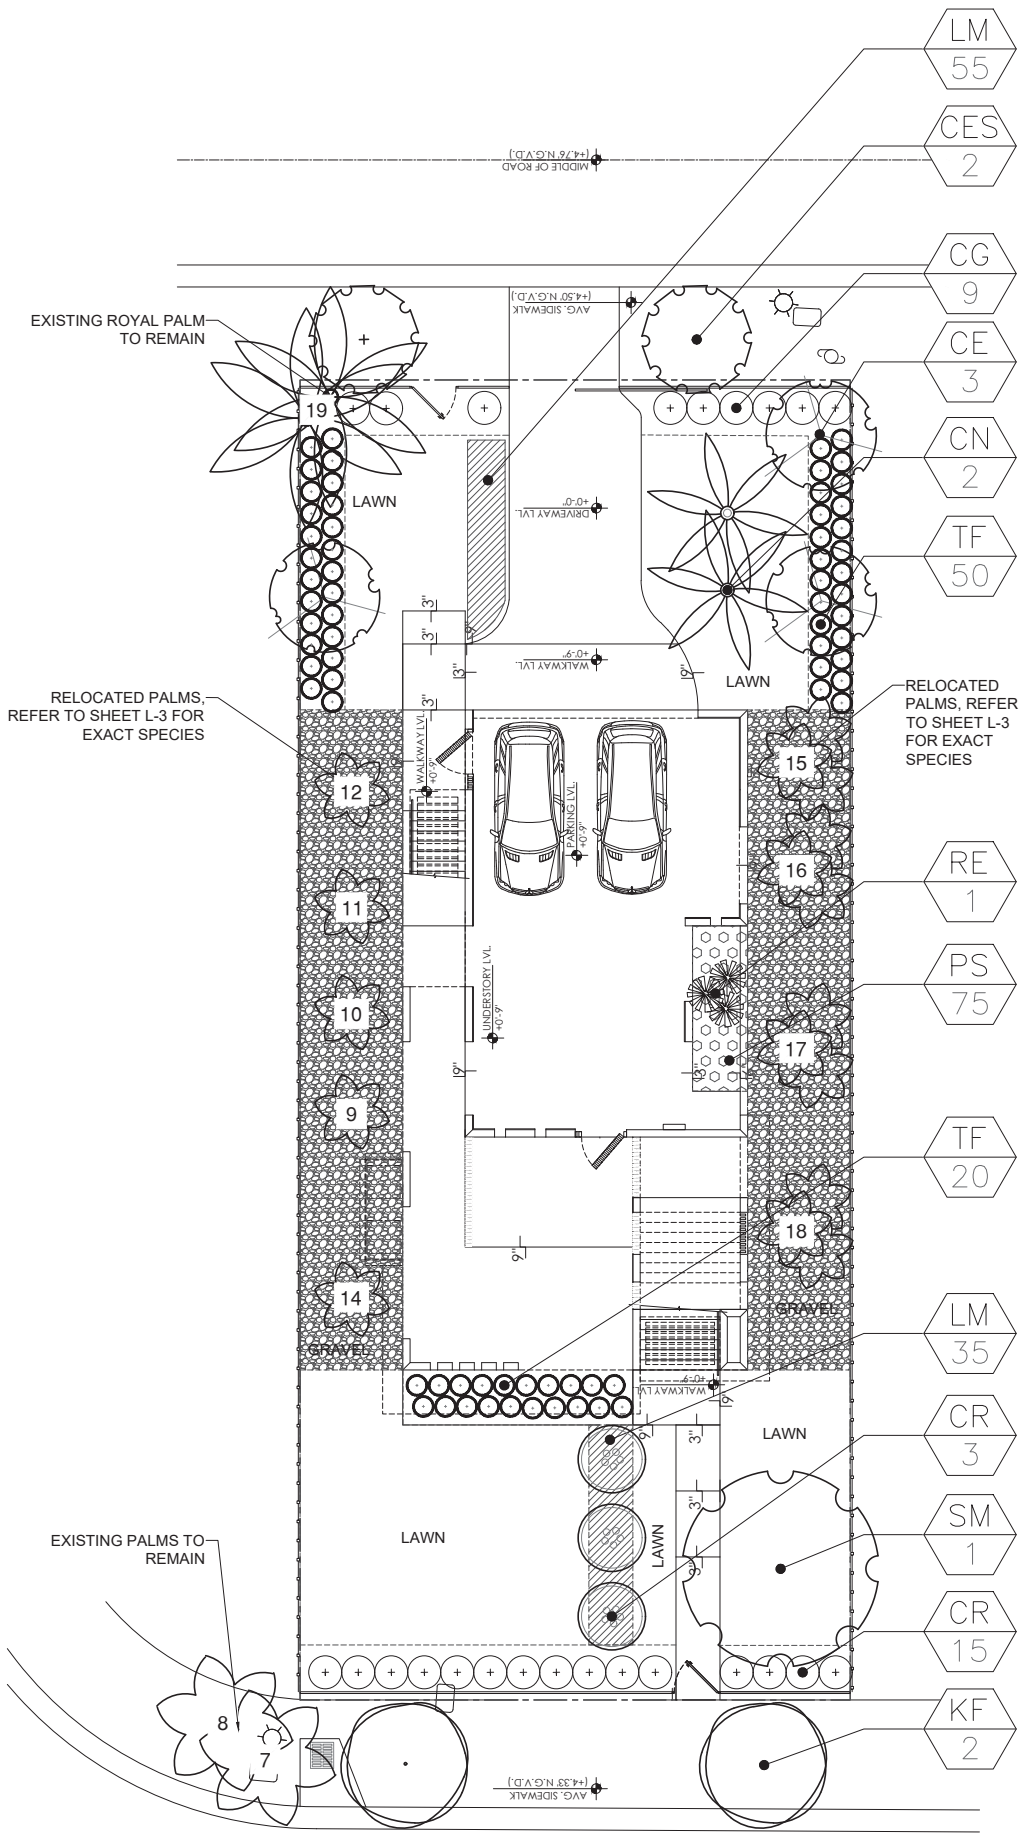 LM
55
CES
2
MIDDLE OF ROAD
(+4.76' N.G.V.D.)
CG
9
AVG. SIDEWALK
(+4.50' N.G.V.D.)
EXISTING ROYAL PALM
TO REMAIN
CE
3
19
CN
2
LAWN
DRIVEWAY LVL.
+0'-0"
TF
50
3"
3"
9"
WALKWAY LVL.
+0'-9"
3"
9"
LAWN
3"
RELOCATED PALMS,
REFER TO SHEET L-3 FOR
EXACT SPECIES
RELOCATED
PALMS, REFER
TO SHEET L-3
FOR EXACT
SPECIES
WALKWAY LVL.
+0'-9"
15
12
PARKING LVL.
+0'-9"
16
RE
1
11
PS
75
10
UNDERSTORY LVL.
+0'-9"
17
9"
3"
9
TF
20
18
9"
14
GRAVEL
GRAVEL
LM
35
WALKWAY LVL.
+0'-9"
9"
9"
3"
LAWN
CR
3
3"
LAWN
LAWN
3"
SM
1
EXISTING PALMS TO
REMAIN
CR
15
8
7
KF
2
AVG. SIDEWALK
(+4.33' N.G.V.D.)